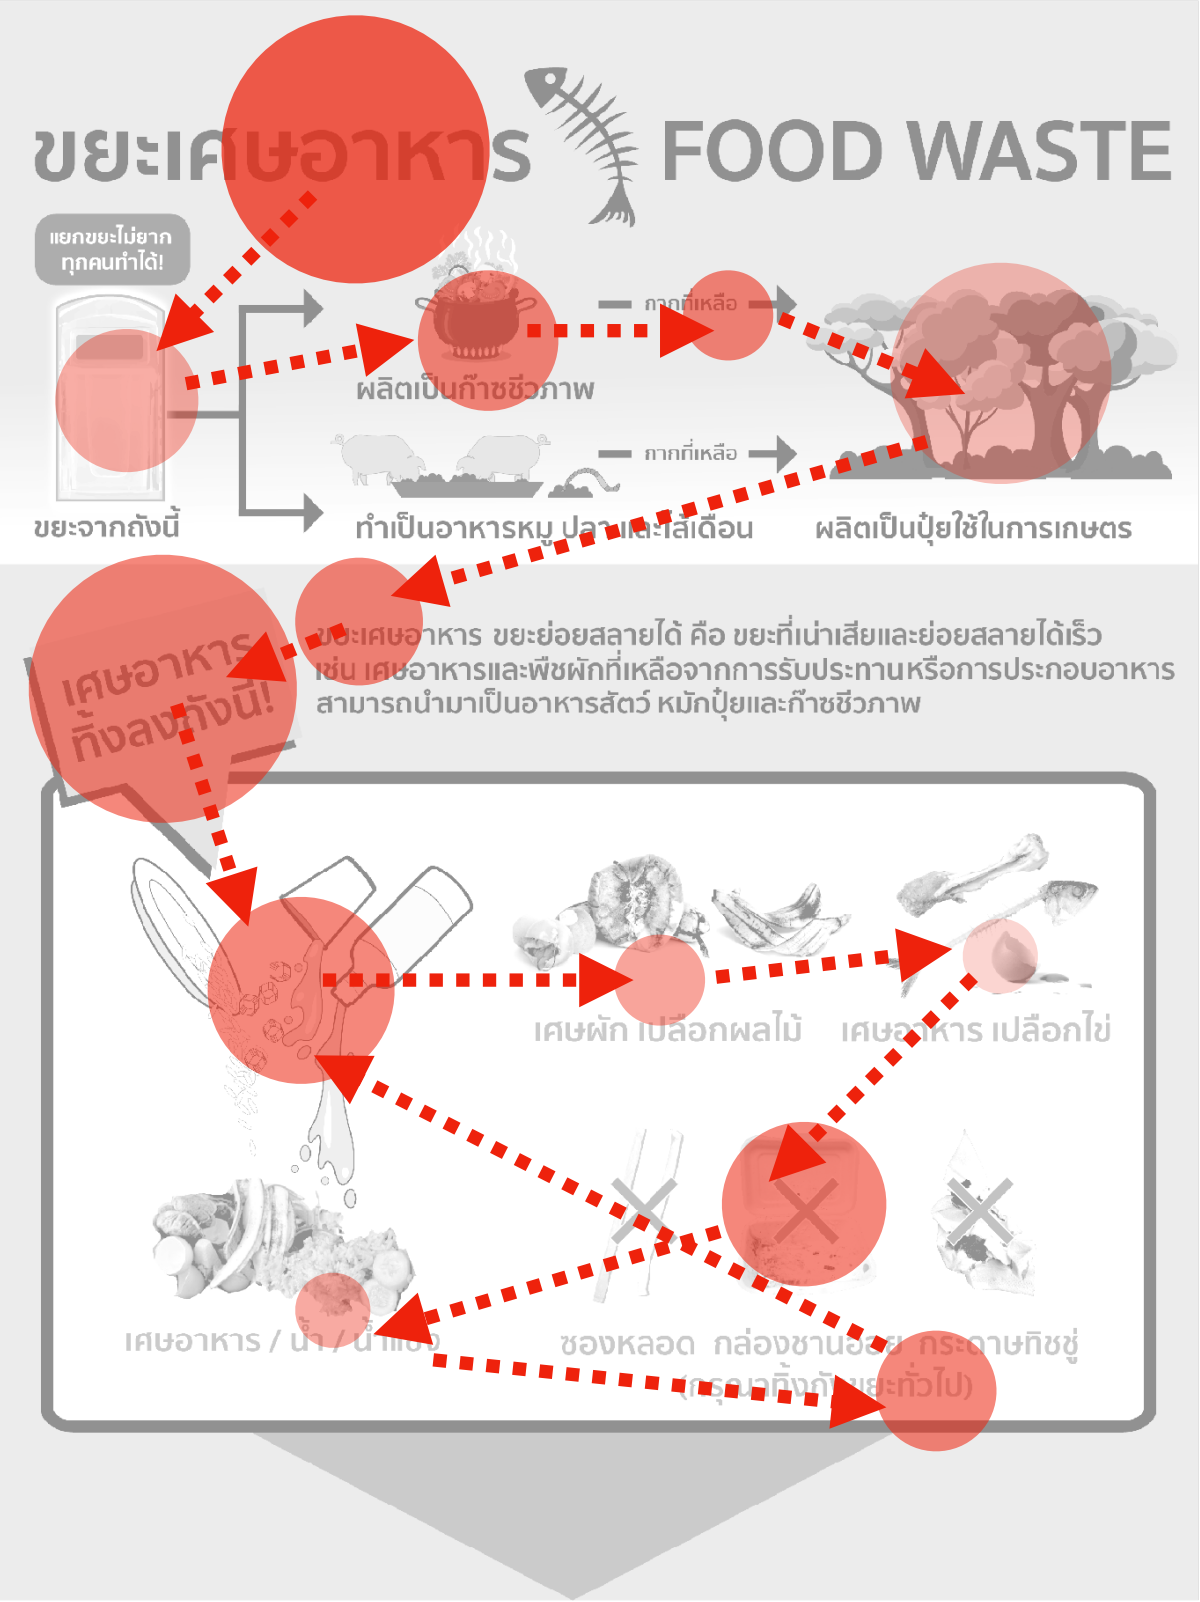 ขยะเศษอาหาร FOOD WASTE
แยกขยะไม่ยาก
ทุกคนทำได้!
กากที่เหลือ
ผลิตเป็นก๊าซชีวภาพ
กากที่เหลือ
ขยะจากถังนี้
ทำเป็นอาหารหมู ปลา และไส้เดือน
ผลิตเป็นปุ๋ยใช้ในการเกษตร
เศษอาหาร
ทิ้งลงถังนี้!
ขยะเศษอาหาร ขยะย่อยสลายได้ คือ ขยะที่เน่าเสียและย่อยสลายได้เร็ว
เช่น เศษอาหารและพืชผักที่เหลือจากการรับประทานหรือการประกอบอาหาร
สามารถนำมาเป็นอาหารสัตว์ หมักปุ๋ยและก๊าซชีวภาพ
เศษผัก เปลือกผลไม้
เศษอาหาร เปลือกไข่
เศษอาหาร / น้ำ / น้ำแข็ง
ซองหลอด กล่องชานอ้อย กระดาษทิชชู่
(กรุณาทิ้งกับขยะทั่วไป)